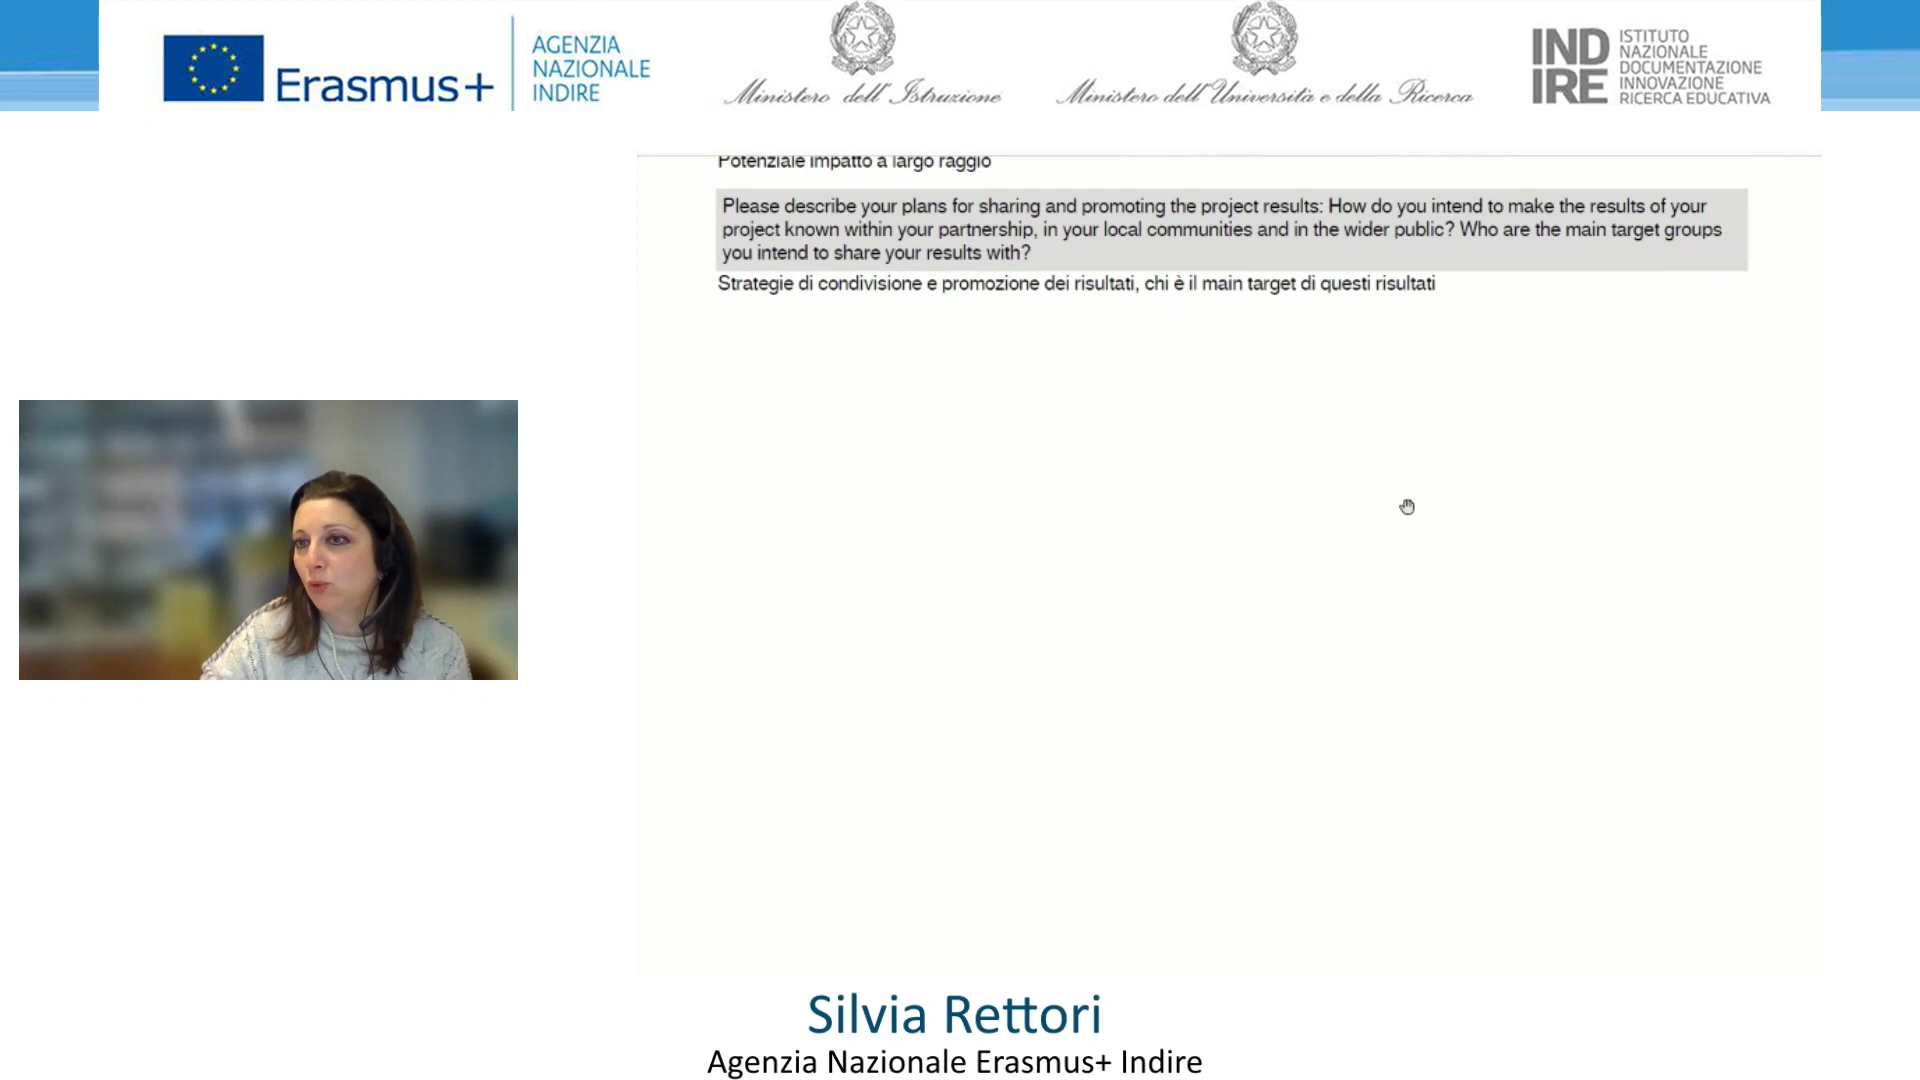 Erasmus+
AGENZIA
NAZIONALE
INDIRE
Ministero dell'Istruzione
Ministero dell'Università e della Ricerca
IND
IRE
ISTITUTO
NAZIONALE
DOCUMENTAZIONE
INNOVAZIONE
RICERCA EDUCATIVA
Potenziale impatto a largo raggio
Please describe your plans for sharing and promoting the project results: How do you intend to make the results of your
project known within your partnership, in your local communities and in the wider public? Who are the main target groups
you intend to share your results with?
Strategie di condivisione e promozione dei risultati, chi è il main target di questi risultati
Silvia Rettori
Agenzia Nazionale Erasmus+ Indire